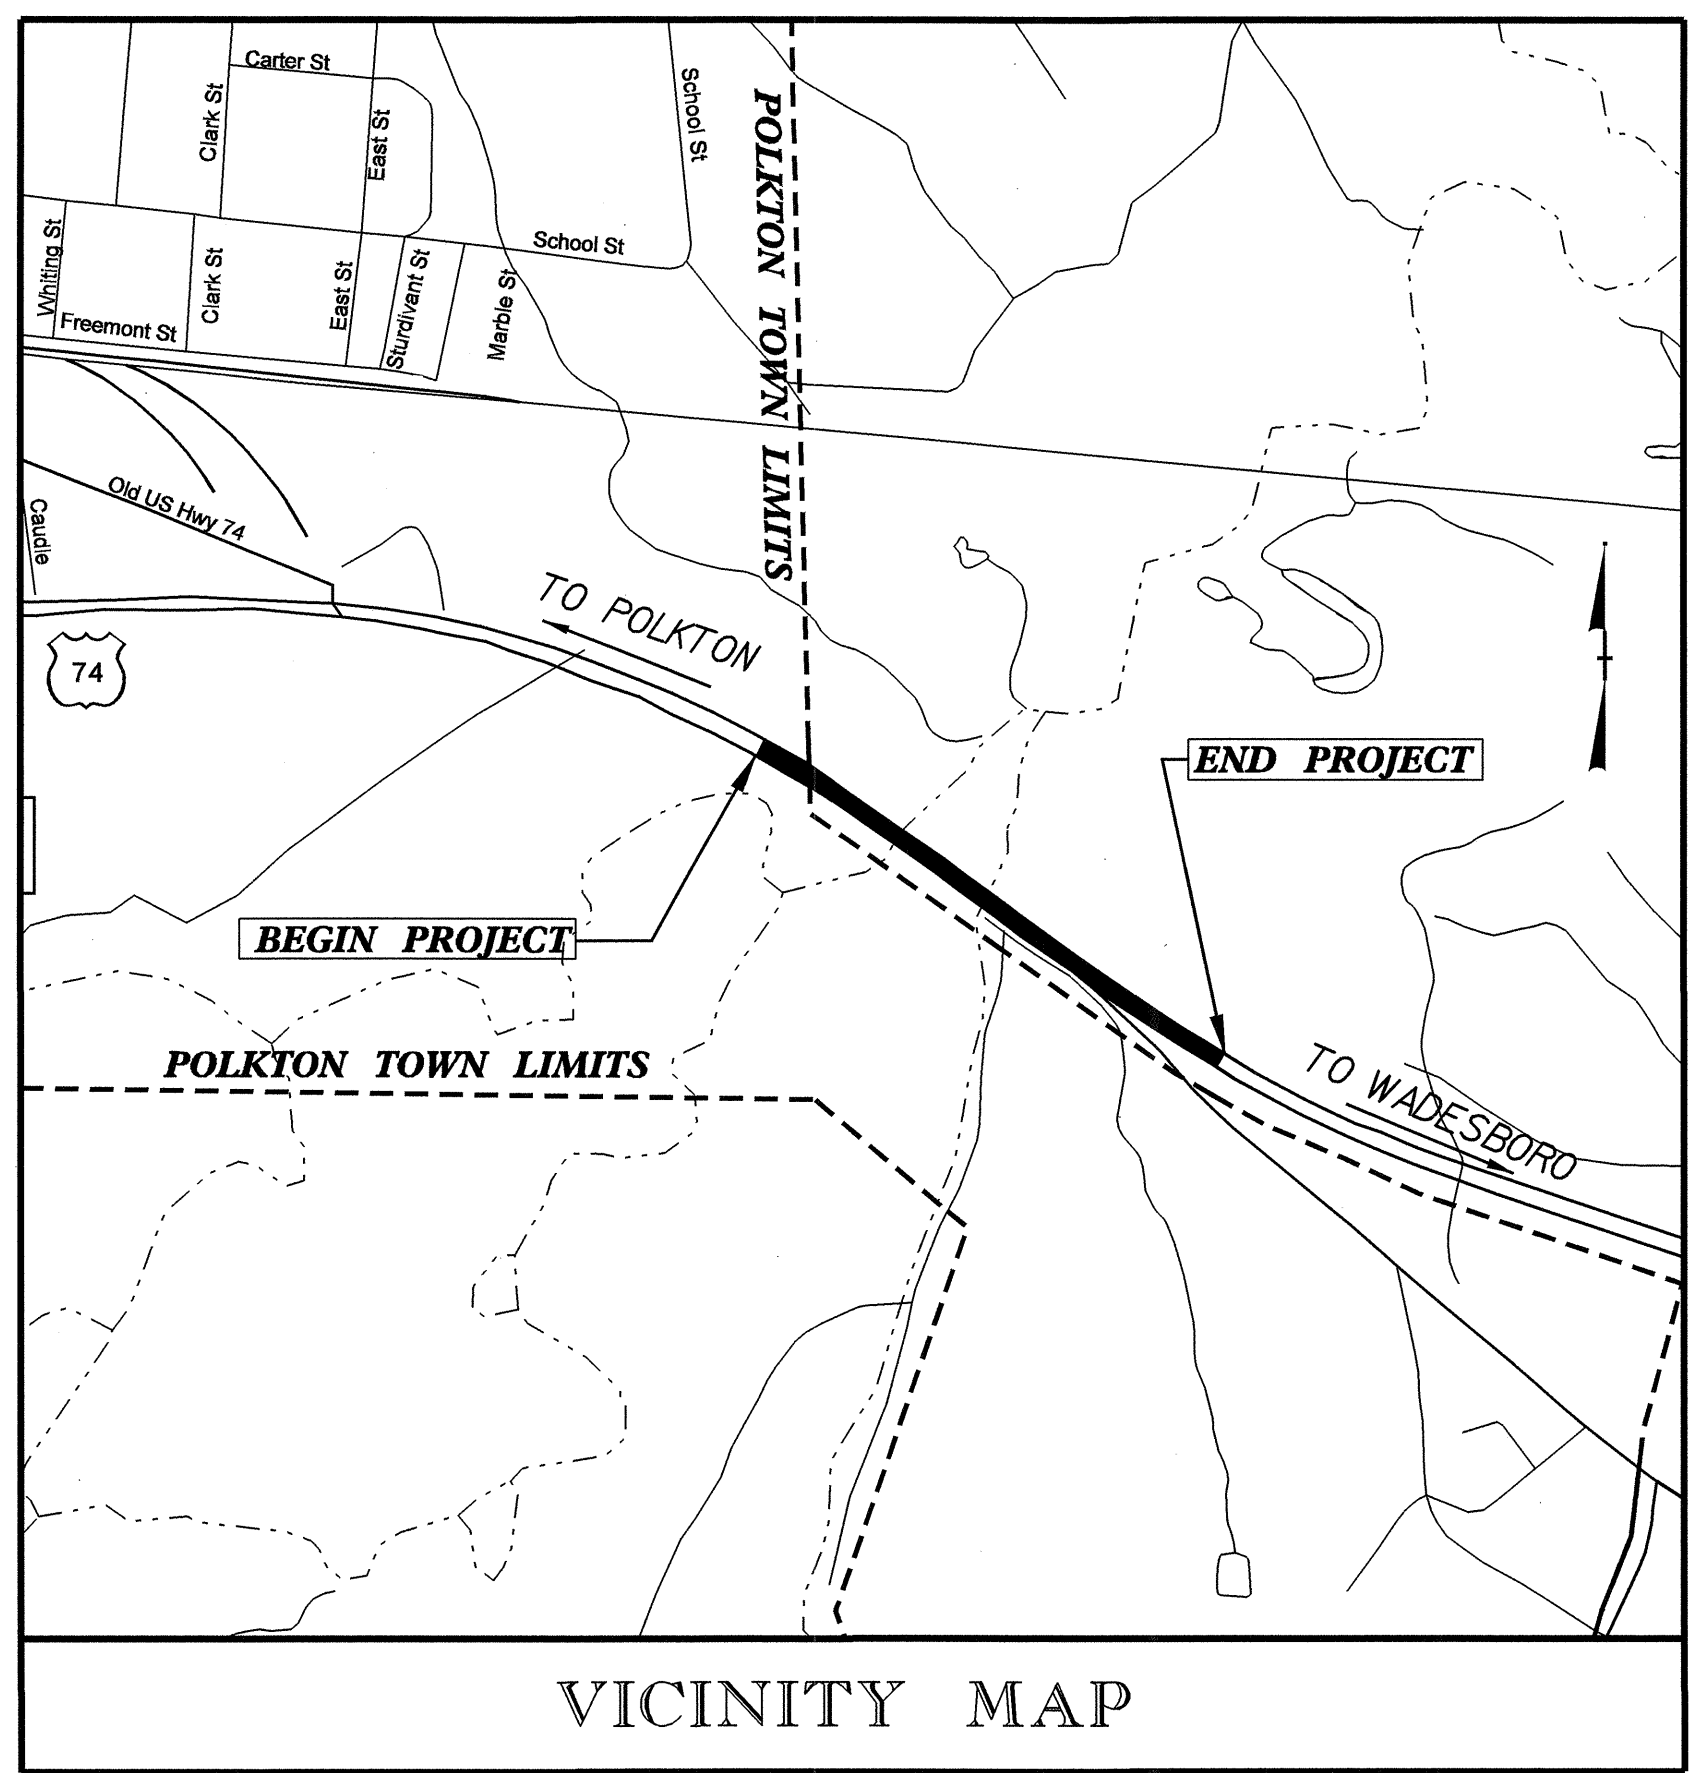 Carter St
Clark St
East St
School St
POLKTON TOWN LIMITS
School St
Whiting St
Clark St
East St
Sturdivant St
Marble St
Freemont St
Old US Hwy 74
Caudle
TO POLKTON
74
END PROJECT
BEGIN PROJECT
POLKTON TOWN LIMITS
TO WADESBORO
VICINITY MAP